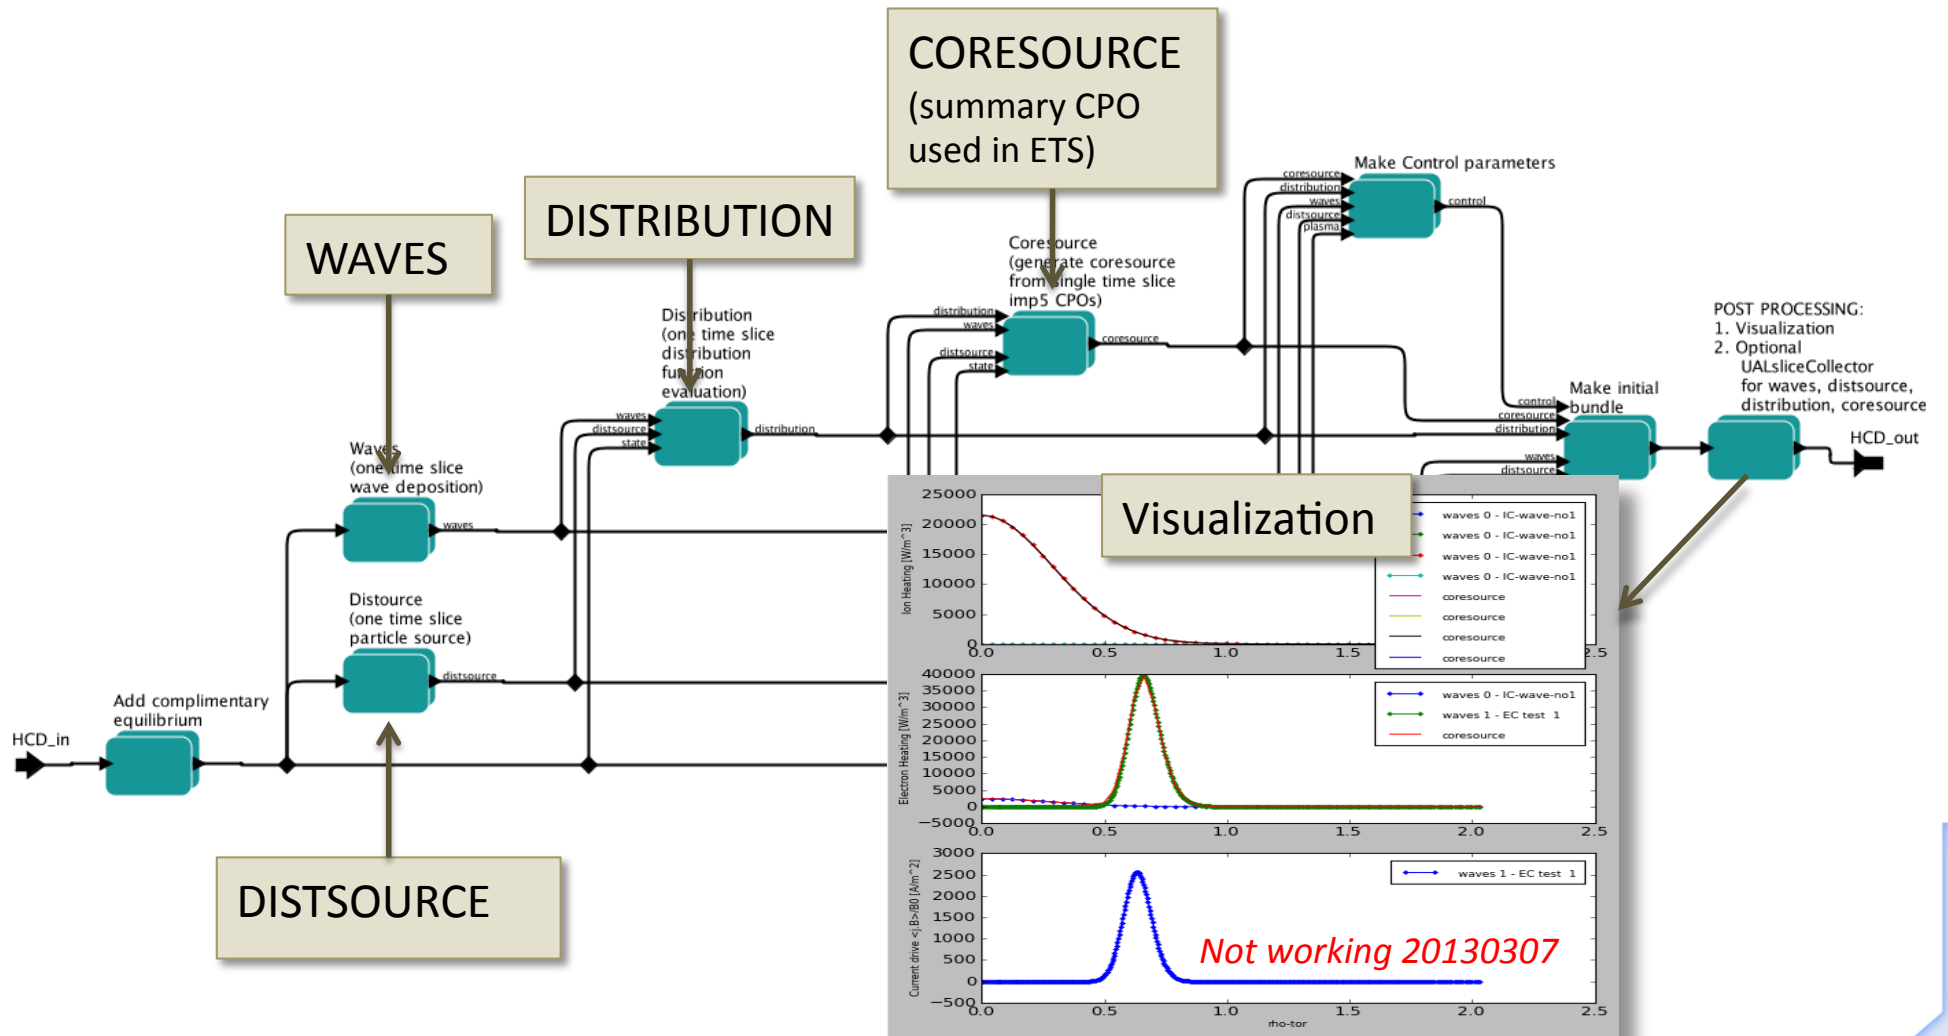 CORESOURCE
(summary CPO
used in ETS)
DISTRIBUTION
WAVES
DISTSOURCE
Visualization
HCD_in
Add complimentary
equilibrium
Waves
(one time slice
wave deposition)
waves
Distource
(one time slice
particle source)
distsource
Distribution
(one time slice
distribution
function
evaluation)
waves
distsource
state
distribution
Coresource
(generate coresource
from single time slice
imp5 CPOs)
distribution
waves
distsource
state
coresource
Make Control parameters
coresource
distribution
waves
distsource
plasma
control
Make initial
bundle
control
coresource
distribution
waves
distsource
POST PROCESSING:
1. Visualization
2. Optional
UALsliceCollector
for waves, distsource,
distribution, coresource
HCD_out
Ion Heating [W/m^3]
25000
20000
15000
10000
5000
0
0.0 0.5 1.0 1.5 2.5
waves 0 - IC-wave-no1
waves 0 - IC-wave-no1
waves 0 - IC-wave-no1
waves 0 - IC-wave-no1
coresource
coresource
coresource
coresource
Electron Heating [W/m^3]
40000
35000
30000
25000
20000
15000
10000
5000
0
−5000
0.0 0.5 1.0 1.5 2.0 2.5
waves 0 - IC-wave-no1
waves 1 - EC test 1
coresource
Current drive <j.B>/B0 [A/m^2]
3000
2500
2000
1500
1000
500
0
−500
0.0 0.5 1.0 1.5 2.0 2.5
rho-tor
waves 1 - EC test 1
Not working 20130307